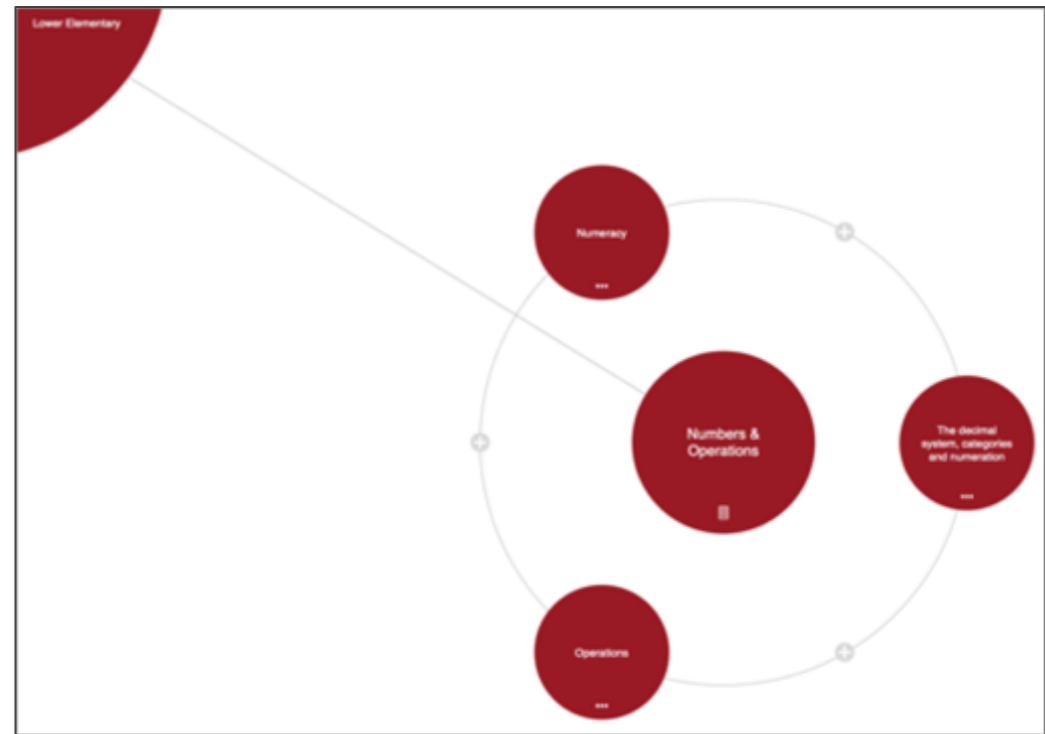 Lower Elementary
Numeracy
Numbers &
Operations
The decimal
system, categories
and numeration
Operations